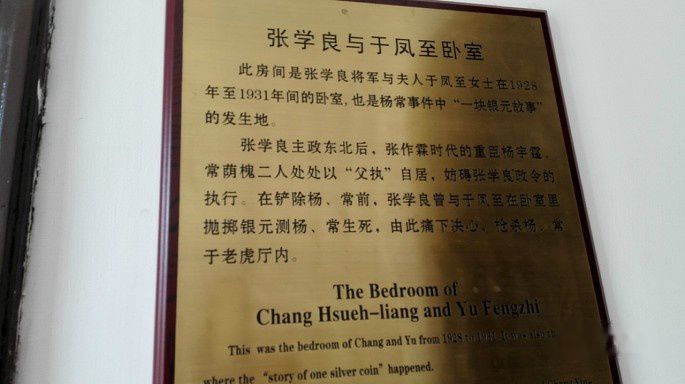 张学良与于凤至卧室
此房间是张学良将军与夫人于凤至女士在1928
年至1931年间的卧室,也是杨常事件中“一块银元故事”
的发生地。
张学良主政东北后，张作霖时代的重臣杨宇霆、
常荫槐二人处处以“父执”自居，妨碍张学良政令的
执行。在铲除杨、常前，张学良曾与于凤至在卧室里
抛掷银元测杨、常生死，由此痛下决心，枪杀杨、常
于老虎厅内。
The Bedroom of
Chang Hsueh-liang and Yu Fengzhi
This was the bedroom of Chang and Yu from 1928 to It was also
where the “story of one silver coin” happened.